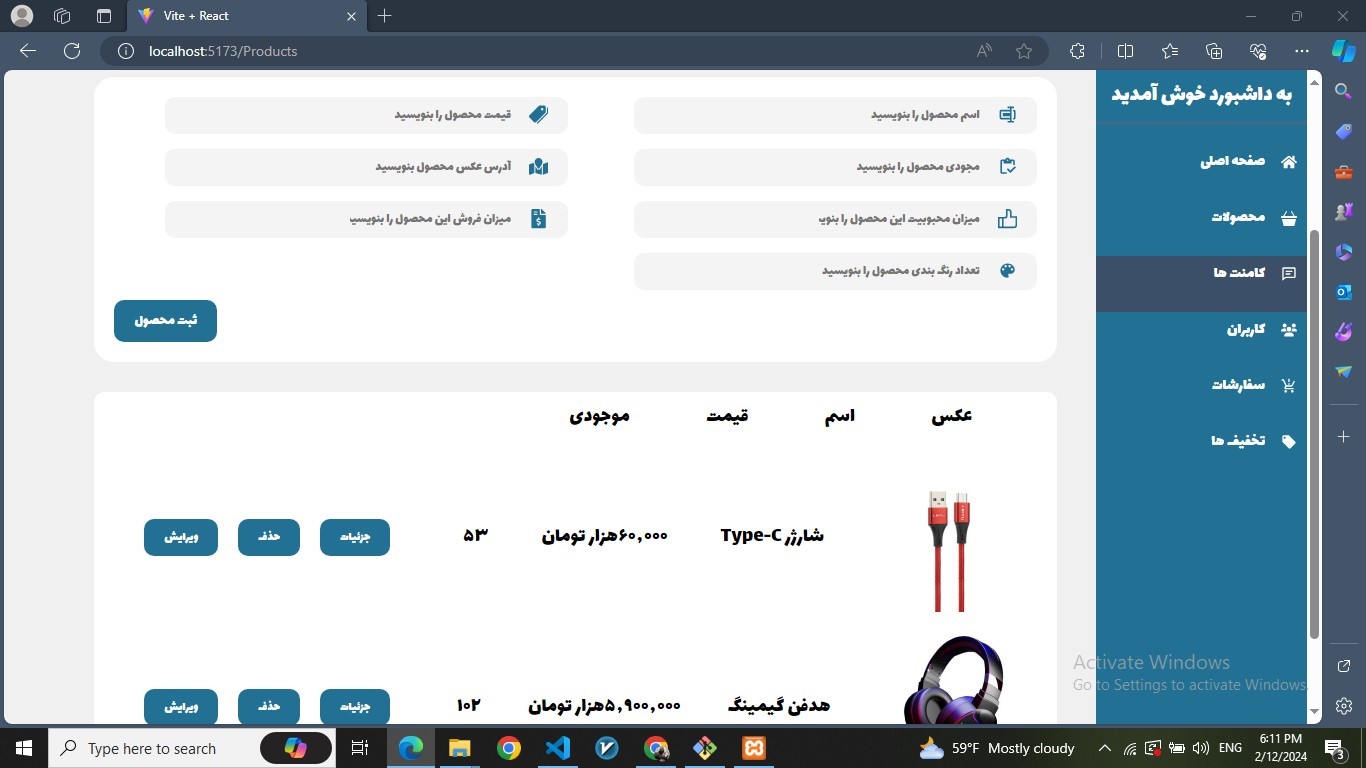 Vite + React
localhost:5173/Products
به داشبورد خوش آمدید
صفحه اصلی
محصولات
کامنت ها
کاربران
سفارشات
تخفیف ها
اسم محصول را بنویسید
قیمت محصول را بنویسید
مجودی محصول را بنویسید
آدرس عکس محصول بنویسید
میزان محبوبیت این محصول را بنوی
میزان فروش این محصول را بنویسید
تعداد رنگ بندی محصول را بنویسید
ثبت محصول
عکس اسم قیمت موجودی
شارژر Type-C ۶۰,۰۰۰هزار تومان ۵۳ جزئیات حذف ویرایش
هدفن گیمینگ ۵,۹۰۰,۰۰۰هزار تومان ۱۰۲ جزئیات حذف ویرایش
Activate Windows
Go to Settings to activate Windows.
Type here to search
59°F Mostly cloudy
ENG
6:11 PM
2/12/2024
3